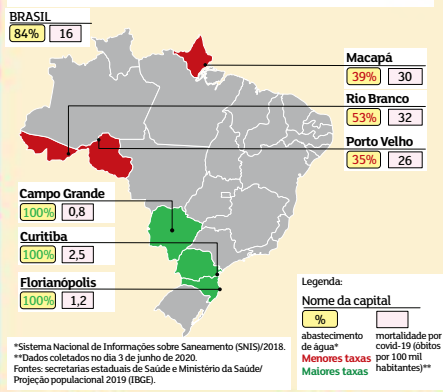 BRASIL
84% 16
Macapá
39% 30
Rio Branco
53% 32
Porto Velho
35% 26
Campo Grande
100% 0,8
Curitiba
100% 2,5
Florianópolis
100% 1,2
Legenda:
Nome da capital
%
abastecimento
de água*
Menores taxas
Maiores taxas
mortalidade por
covid-19 (óbitos
por 100 mil
habitantes)**
*Sistema Nacional de Informações sobre Saneamento (SNIS)/2018.
**Dados coletados no dia 3 de junho de 2020.
Fontes: secretarias estaduais de Saúde e Ministério da Saúde/
Projeção populacional 2019 (IBGE).